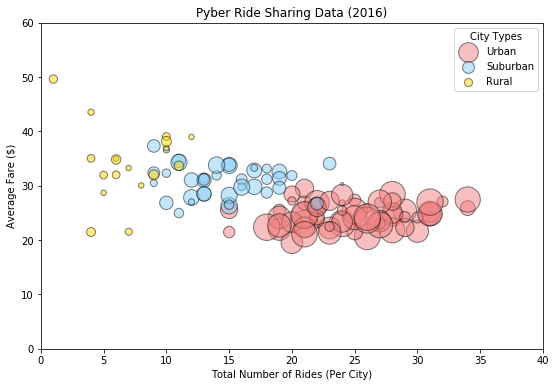 Pyber Ride Sharing Data (2016)
City Types
Urban
Suburban
Rural
Average Fare ($)
60
50
40
30
20
10
0
0 5 10 15 20 25 30 35 40
Total Number of Rides (Per City)